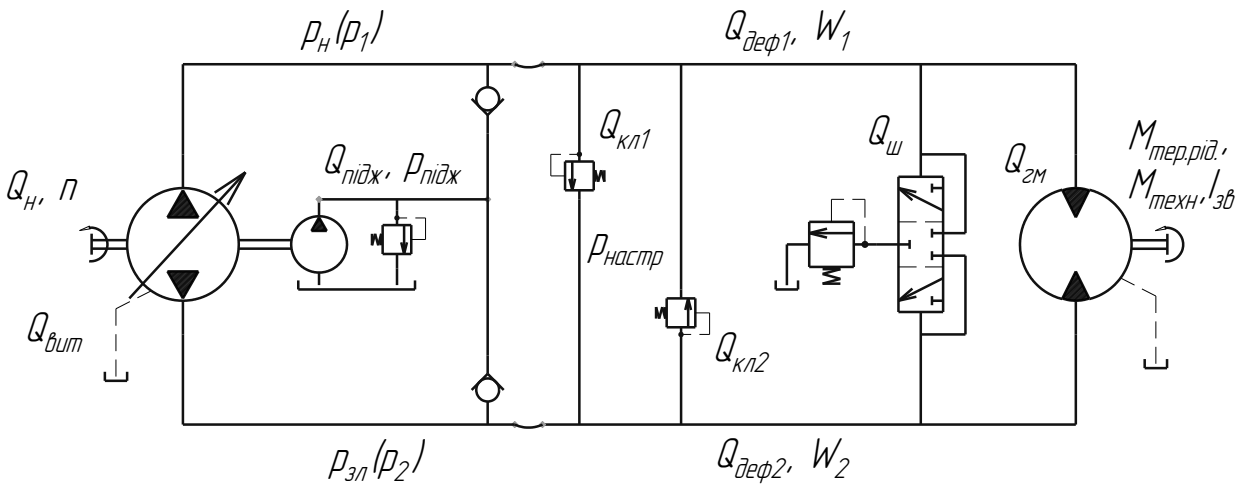 pн(p1)
Qдеф1, W1
Qкл1
Qш
Mтер.рід.,
Qн, n
Qпідж, pпідж
Qгм
Mтехн, Iзв
pнастр
Qвит
Qкл2
pзл(p2)
Qдеф2, W2